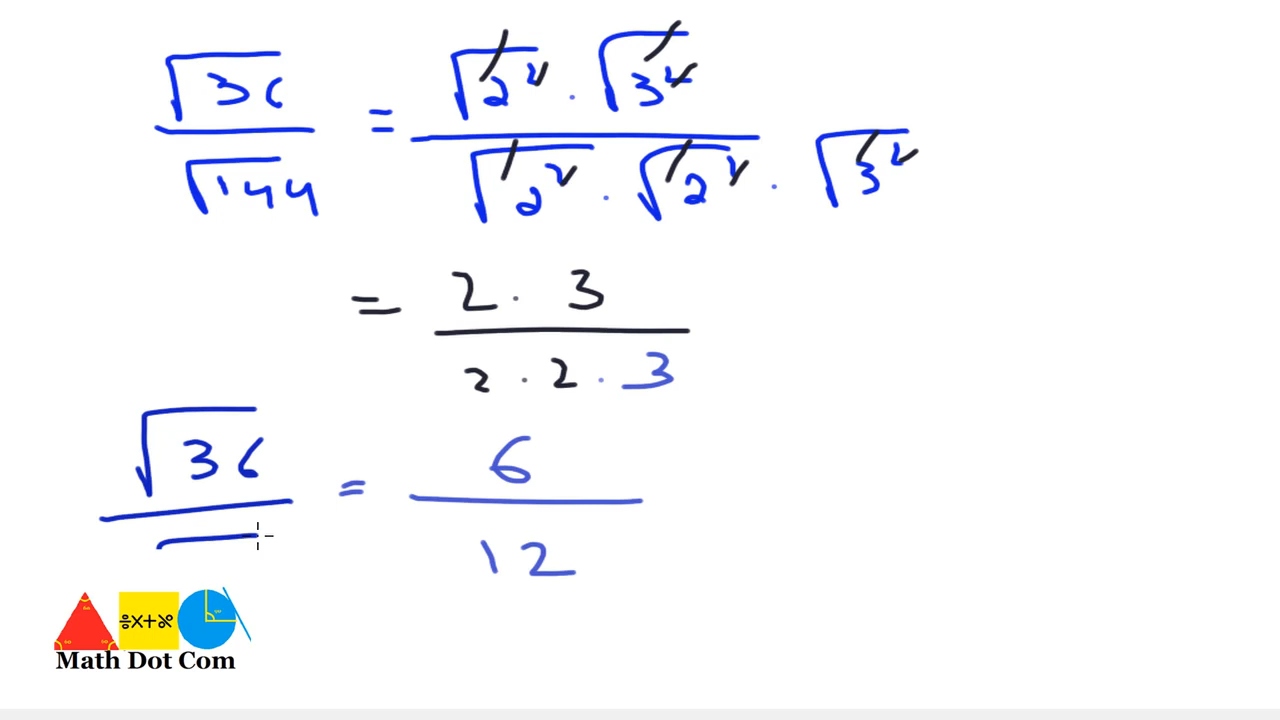 √36 / √144 = √2² · √3² / √2² · √2² · √3²
= 2 · 3 / 2 · 2 · 3
√36 / √ = 6 / 12
÷×+%
Math Dot Com